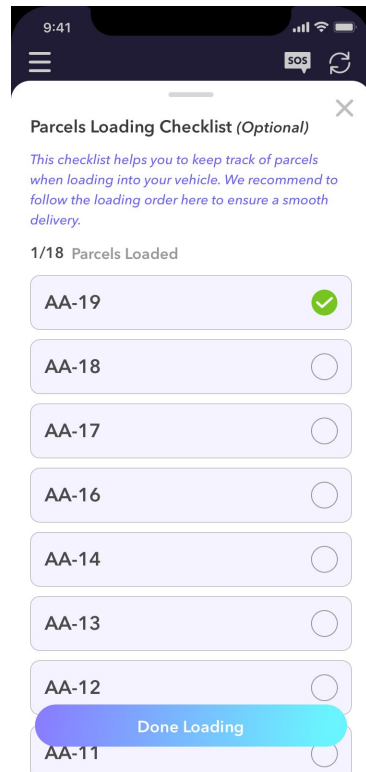 9:41
SOS
Parcels Loading Checklist (Optional)
This checklist helps you to keep track of parcels
when loading into your vehicle. We recommend to
follow the loading order here to ensure a smooth
delivery.
1/18 Parcels Loaded
AA-19
AA-18
AA-17
AA-16
AA-14
AA-13
AA-12
Done Loading
AA-11